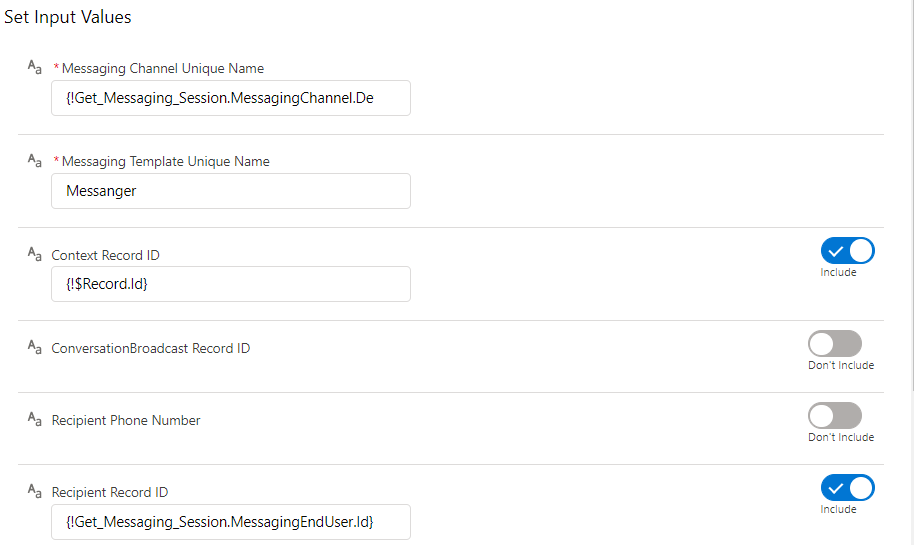 Set Input Values
Aa * Messaging Channel Unique Name
{!Get_Messaging_Session.MessagingChannel.De
Aa * Messaging Template Unique Name
Messanger
Aa Context Record ID
Include
{!$Record.Id}
Aa ConversationBroadcast Record ID
Don't Include
Aa Recipient Phone Number
Don't Include
Aa Recipient Record ID
Include
{!Get_Messaging_Session.MessagingEndUser.Id}